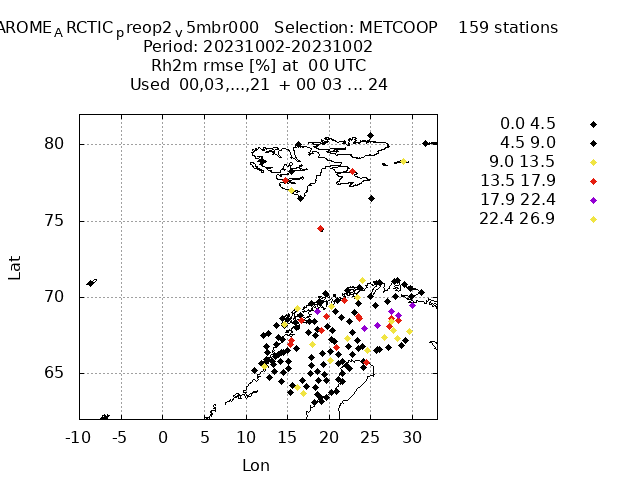 AROME A RCTIC p reop2 v 5mbr000 Selection: METCOOP 159 stations
Period: 20231002-20231002
Rh2m rmse [%] at 00 UTC
Used 00,03,...,21 + 00 03 ... 24
0.0 4.5
4.5 9.0
9.0 13.5
13.5 17.9
17.9 22.4
22.4 26.9
80
75
70
65
Lat
-10 -5 0 5 10 15 20 25 30
Lon